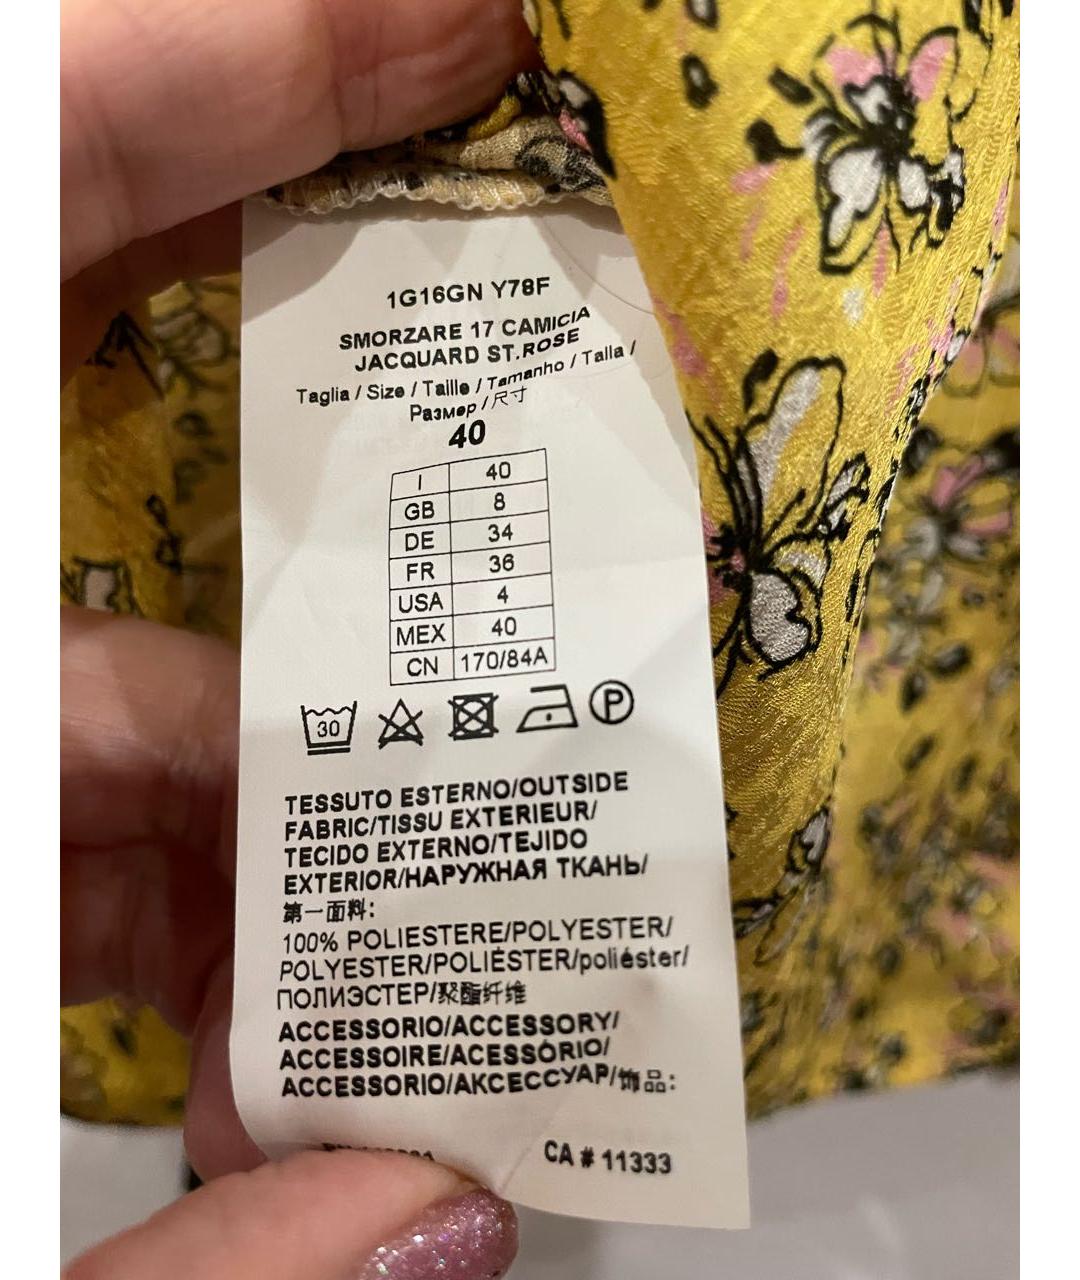 1G16GN Y78F
SMORZARE 17 CAMICIA
JACQUARD ST.ROSE
Taglia / Size / Taille / Tamanho / Talla /
Размер / 尺寸
40
I 40
GB 8
DE 34
FR 36
USA 4
MEX 40
CN 170/84A
30 P
TESSUTO ESTERNO/OUTSIDE
FABRIC/TISSU EXTERIEUR/
TECIDO EXTERNO/TEJIDO
EXTERIOR/НАРУЖНАЯ ТКАНЬ/
第一面料:
100% POLIESTERE/POLYESTER/
POLYESTER/POLIÉSTER/poliéster/
ПОЛИЭСТЕР/聚酯纤维
ACCESSORIO/ACCESSORY/
ACCESSOIRE/ACESSÓRIO/
ACCESSORIO/АКСЕССУАР/饰品:
CA # 11333